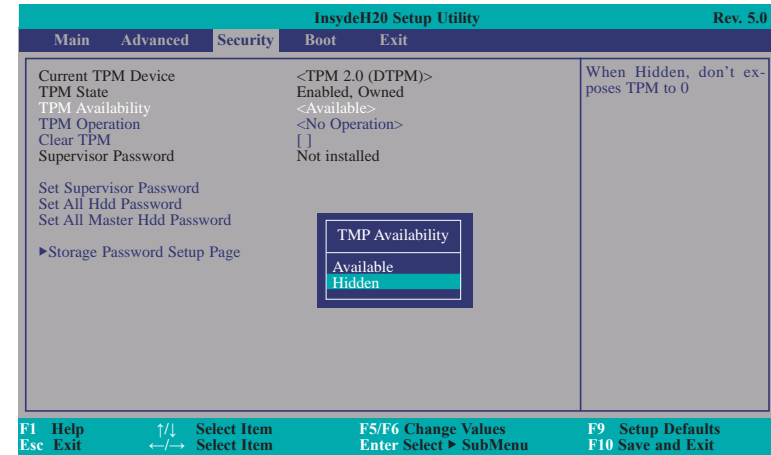 InsydeH20 Setup Utility Rev. 5.0
Main Advanced Security Boot Exit
Current TPM Device <TPM 2.0 (DTPM)>
TPM State Enabled, Owned
TPM Availability <Available>
TPM Operation <No Operation>
Clear TPM [ ]
Supervisor Password Not installed
Set Supervisor Password
Set All Hdd Password
Set All Master Hdd Password
▶Storage Password Setup Page
When Hidden, don't ex-
poses TPM to 0
TMP Availability
Available
Hidden
F1 Help ↑/↓ Select Item F5/F6 Change Values F9 Setup Defaults
Esc Exit ←/→ Select Item Enter Select ▶ SubMenu F10 Save and Exit